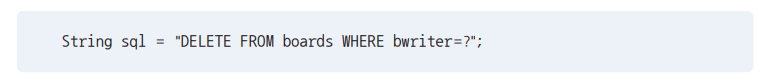 String sql = "DELETE FROM boards WHERE bwriter=?";